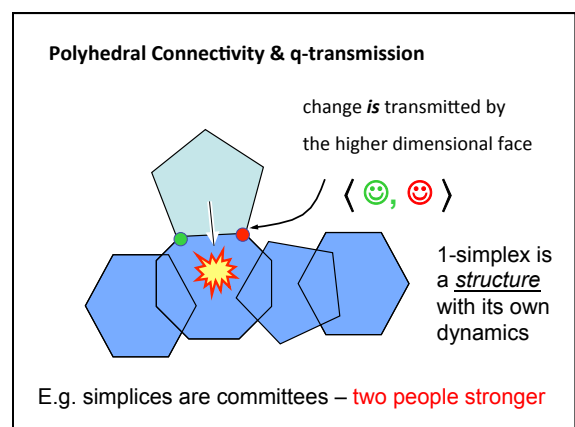 Polyhedral Connectivity & q-transmission
change is transmitted by
the higher dimensional face
⟨ ☺, ☺ ⟩
1-simplex is
a structure
with its own
dynamics
E.g. simplices are committees – two people stronger